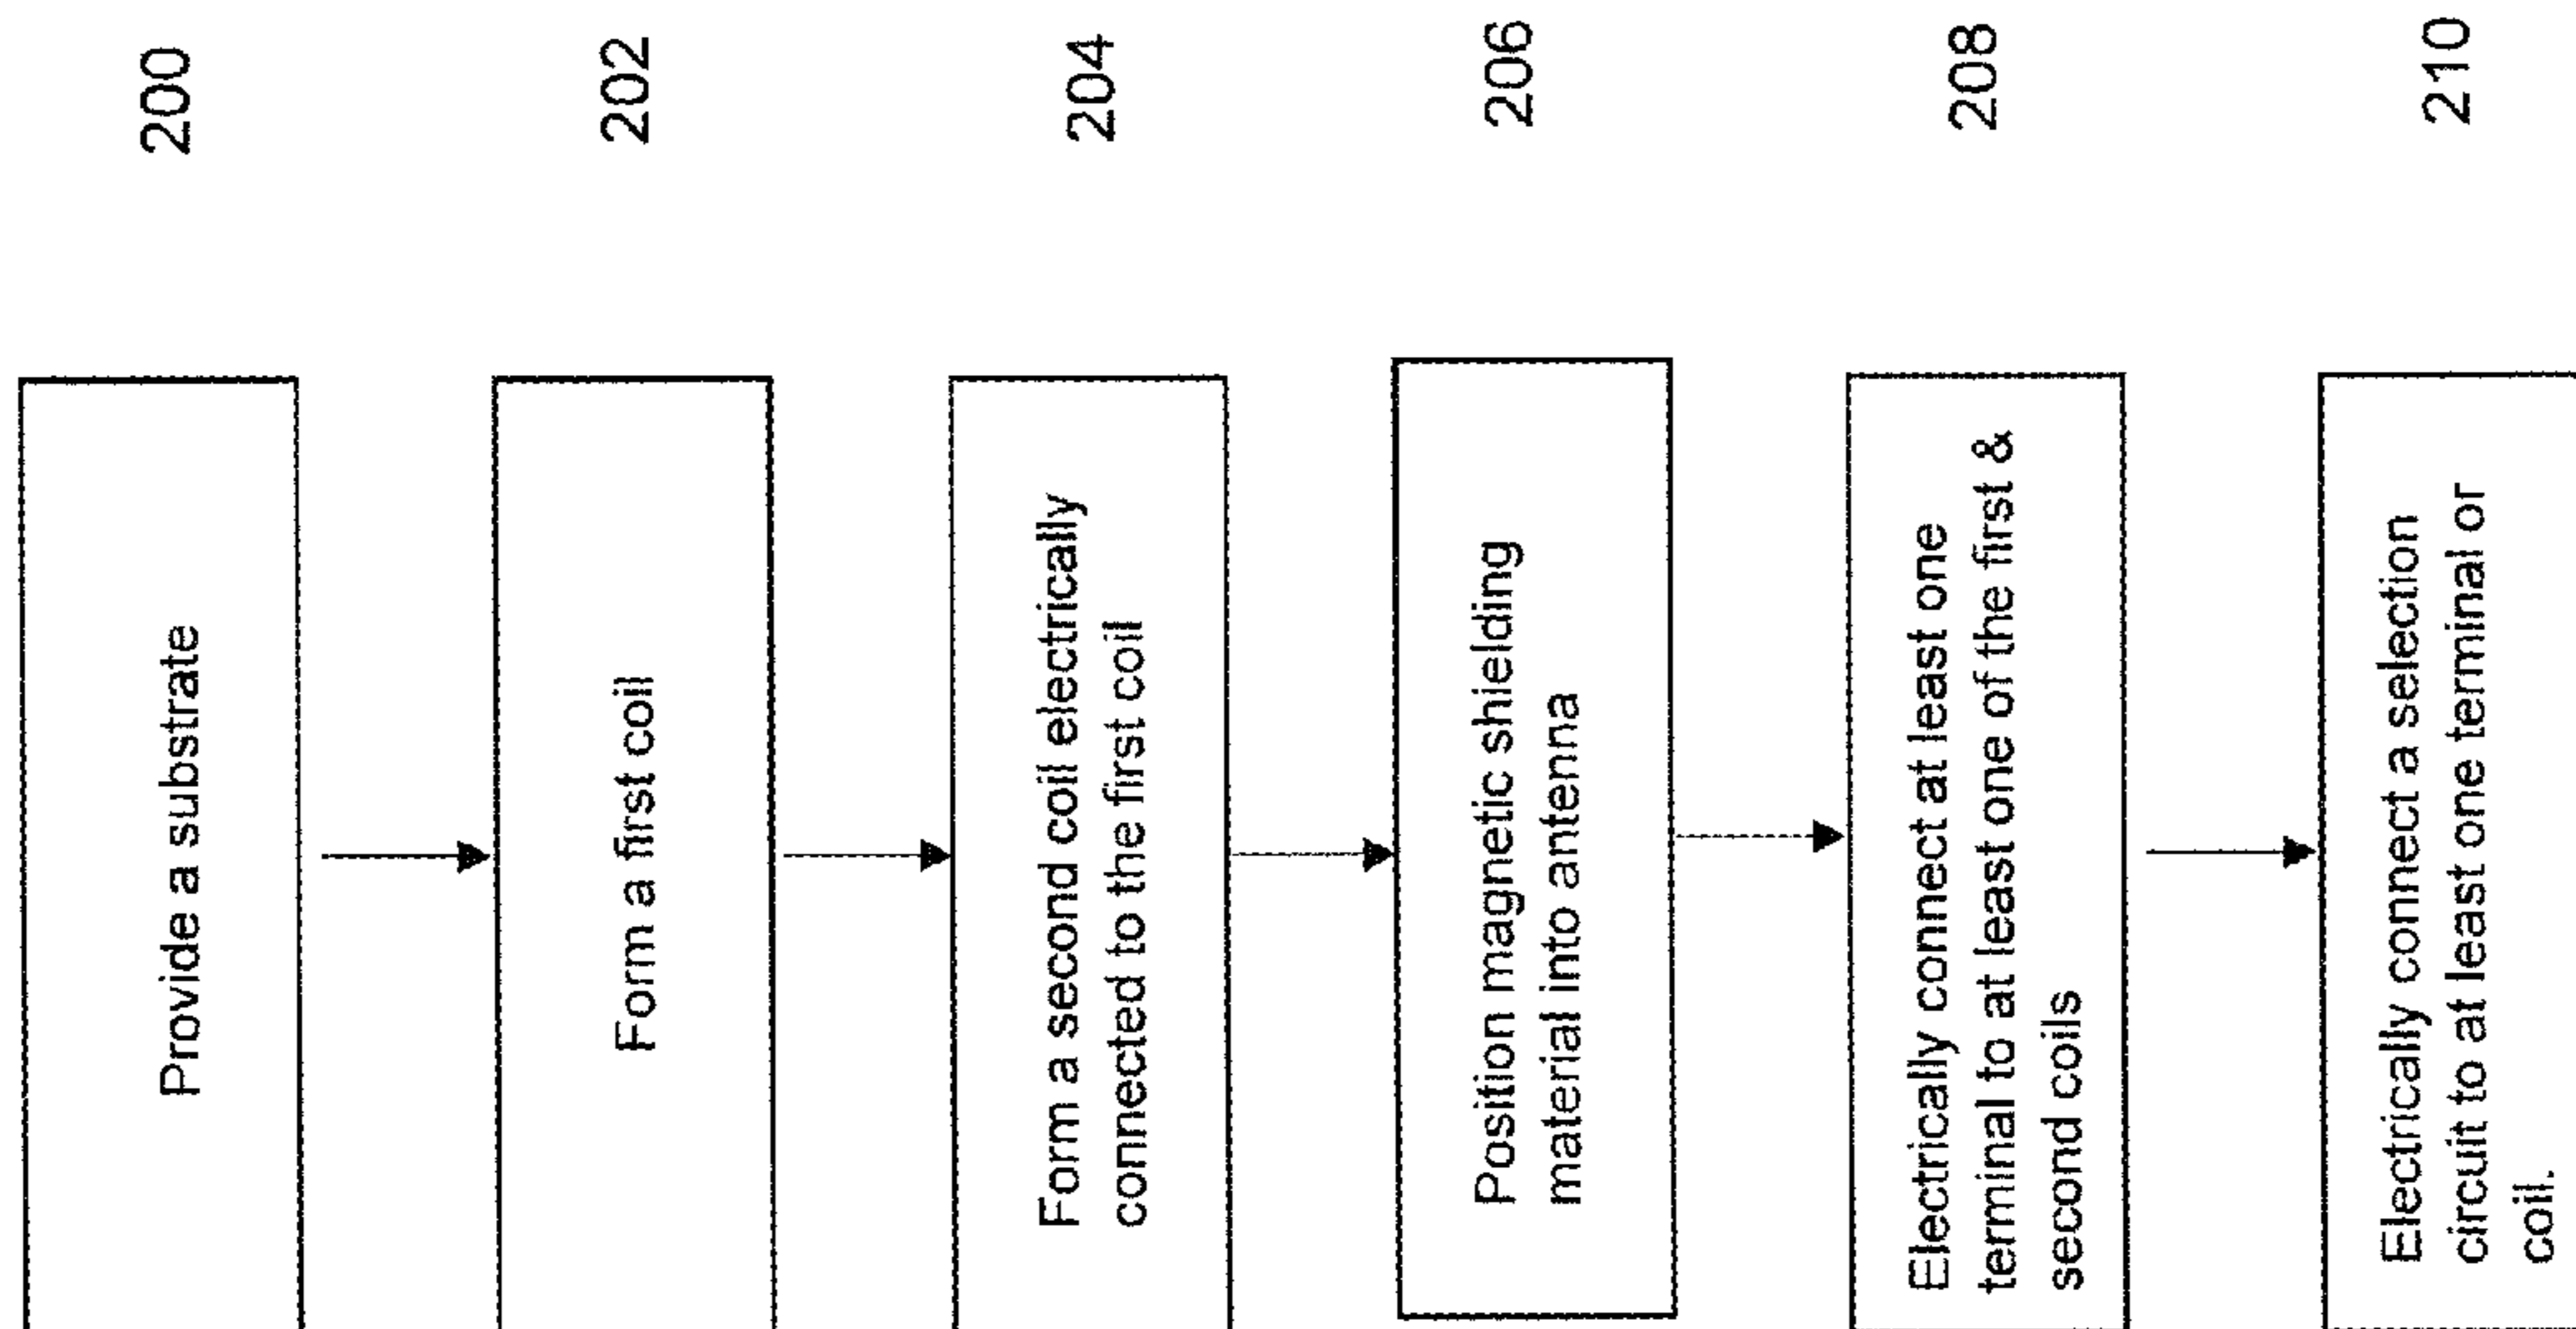 Provide a substrate
200
Form a first coil
202
Form a second coil electrically
connected to the first coil
204
Position magnetic shielding
material into antenna
206
Electrically connect at least one
terminal to at least one of the first &
second coils
208
Electrically connect a selection
circuit to at least one terminal or
coil.
210